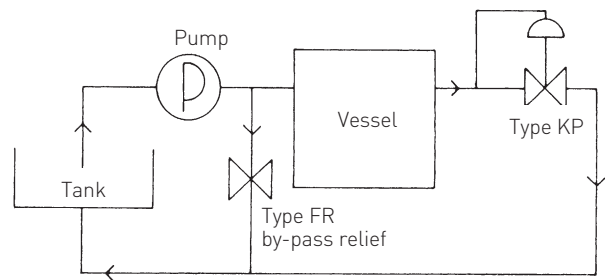 Pump
Vessel
Type KP
Tank
Type FR
by-pass relief